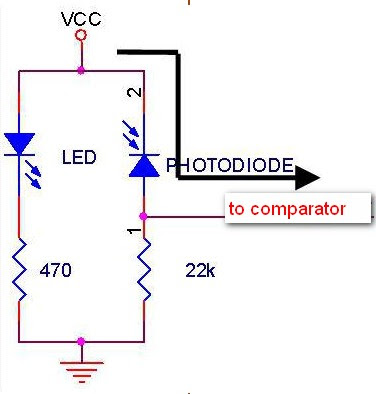 VCC
2
LED
PHOTODIODE
to comparator
1
470
22k